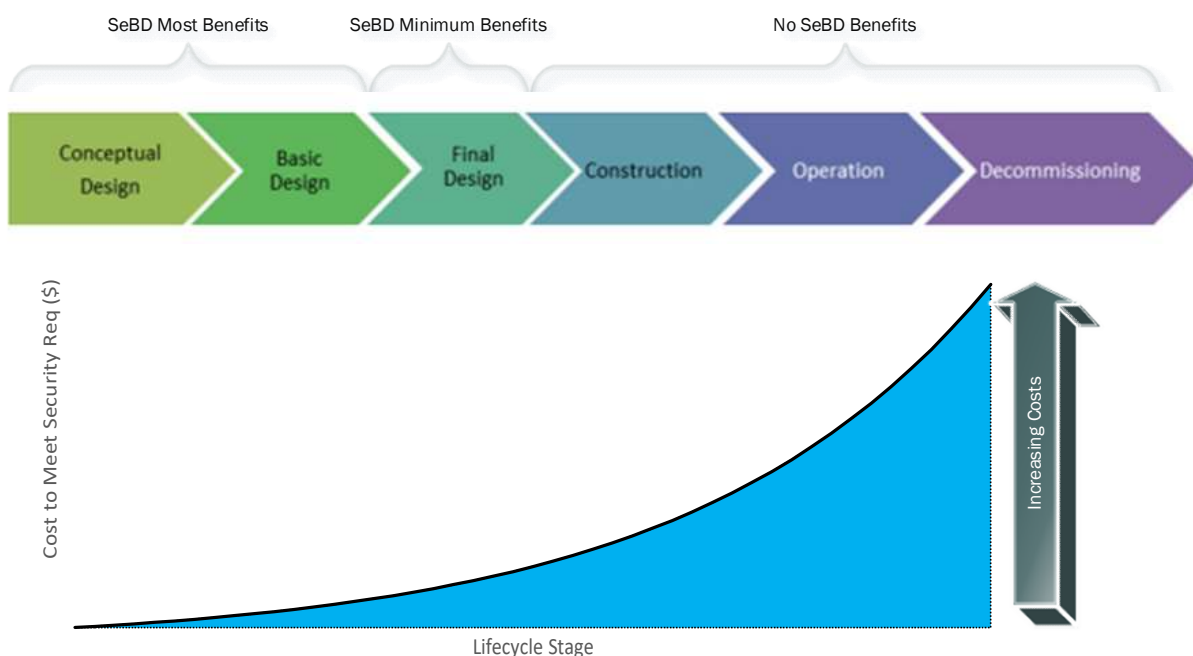 SeBD Most Benefits
SeBD Minimum Benefits
No SeBD Benefits
Conceptual
Design
Basic
Design
Final
Design
Construction
Operation
Decommissioning
Cost to Meet Security Req ($)
Increasing Costs
Lifecycle Stage